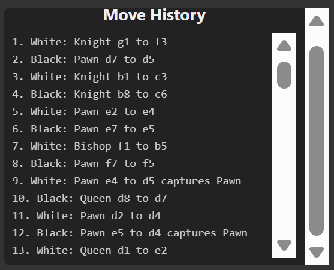 Move History
1. White: Knight g1 to f3
2. Black: Pawn d7 to d5
3. White: Knight b1 to c3
4. Black: Knight b8 to c6
5. White: Pawn e2 to e4
6. Black: Pawn e7 to e5
7. White: Bishop f1 to b5
8. Black: Pawn f7 to f5
9. White: Pawn e4 to d5 captures Pawn
10. Black: Queen d8 to d7
11. White: Pawn d2 to d4
12. Black: Pawn e5 to d4 captures Pawn
13. White: Queen d1 to e2